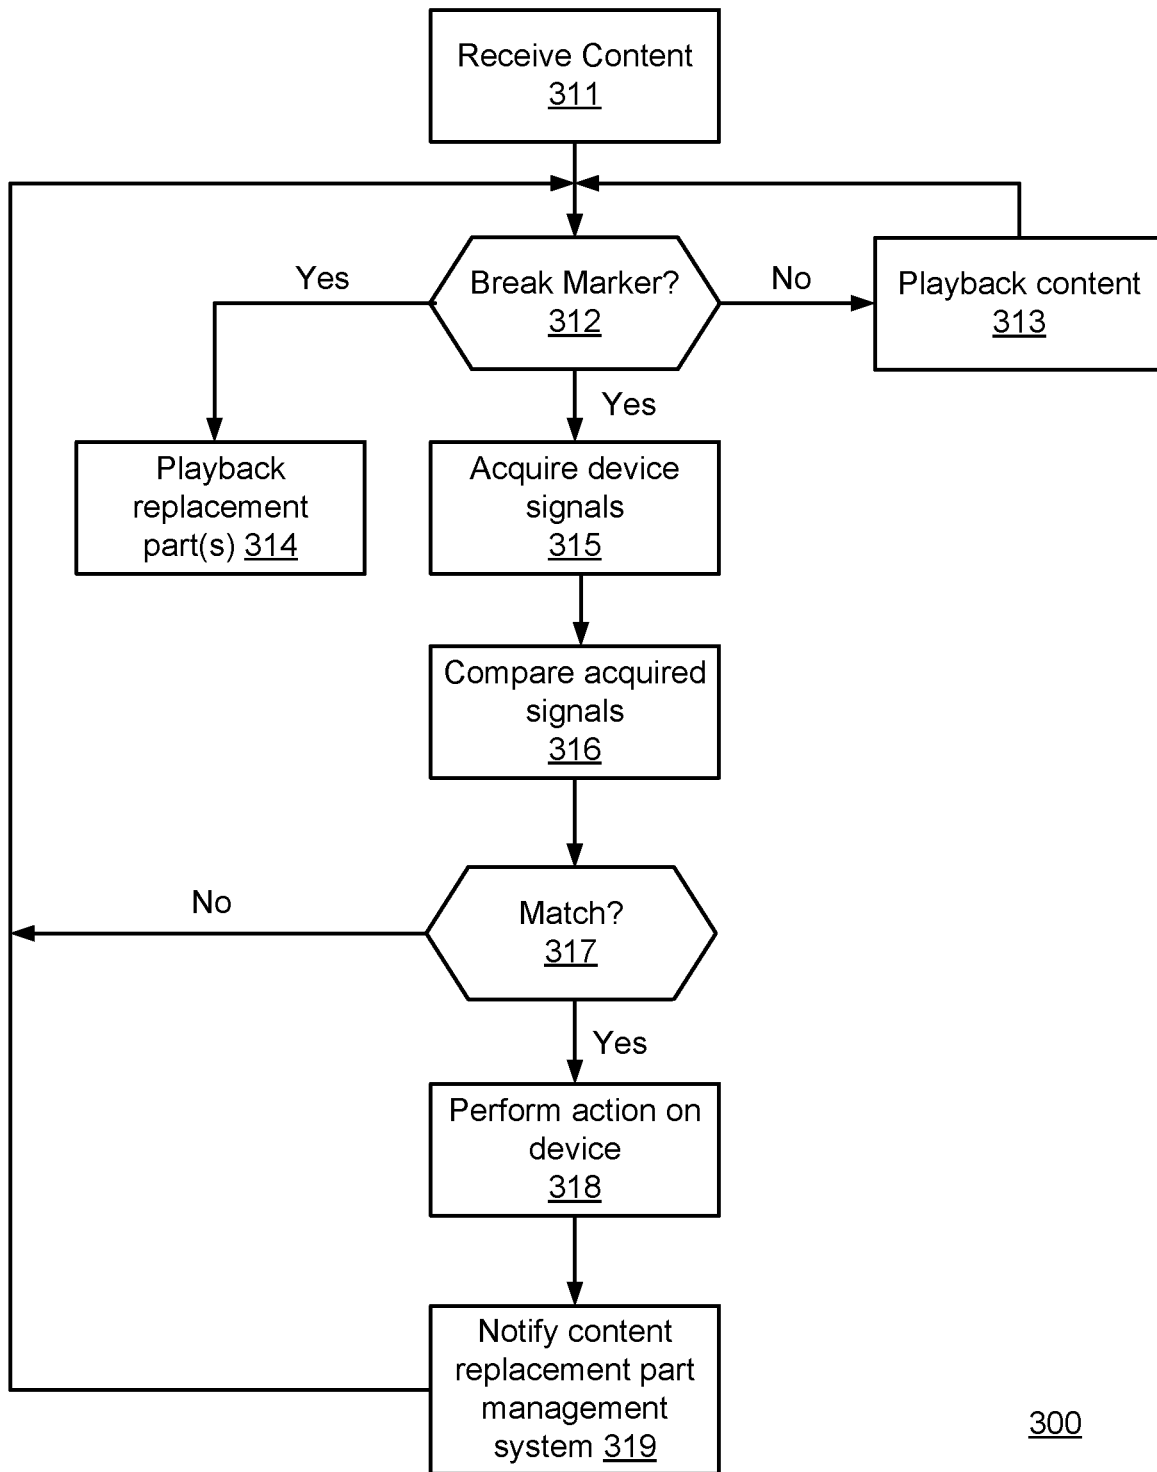 Receive Content
311
Yes
Break Marker?
312
No
Playback content
313
Yes
Playback
replacement
part(s) 314
Acquire device
signals
315
Compare acquired
signals
316
No
Match?
317
Yes
Perform action on
device
318
Notify content
replacement part
management
system 319
300